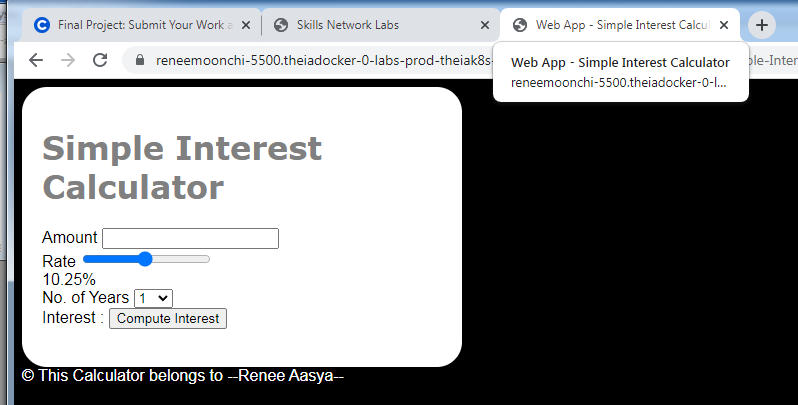 Final Project: Submit Your Work a
Skills Network Labs
Web App - Simple Interest Calcul
reneemoonchi-5500.theiadocker-0-labs-prod-theiak8s-
ple-Inter
Web App - Simple Interest Calculator
reneemoonchi-5500.theiadocker-0-l...
Simple Interest
Calculator
Amount
Rate
10.25%
No. of Years 1
Interest : Compute Interest
© This Calculator belongs to --Renee Aasya--